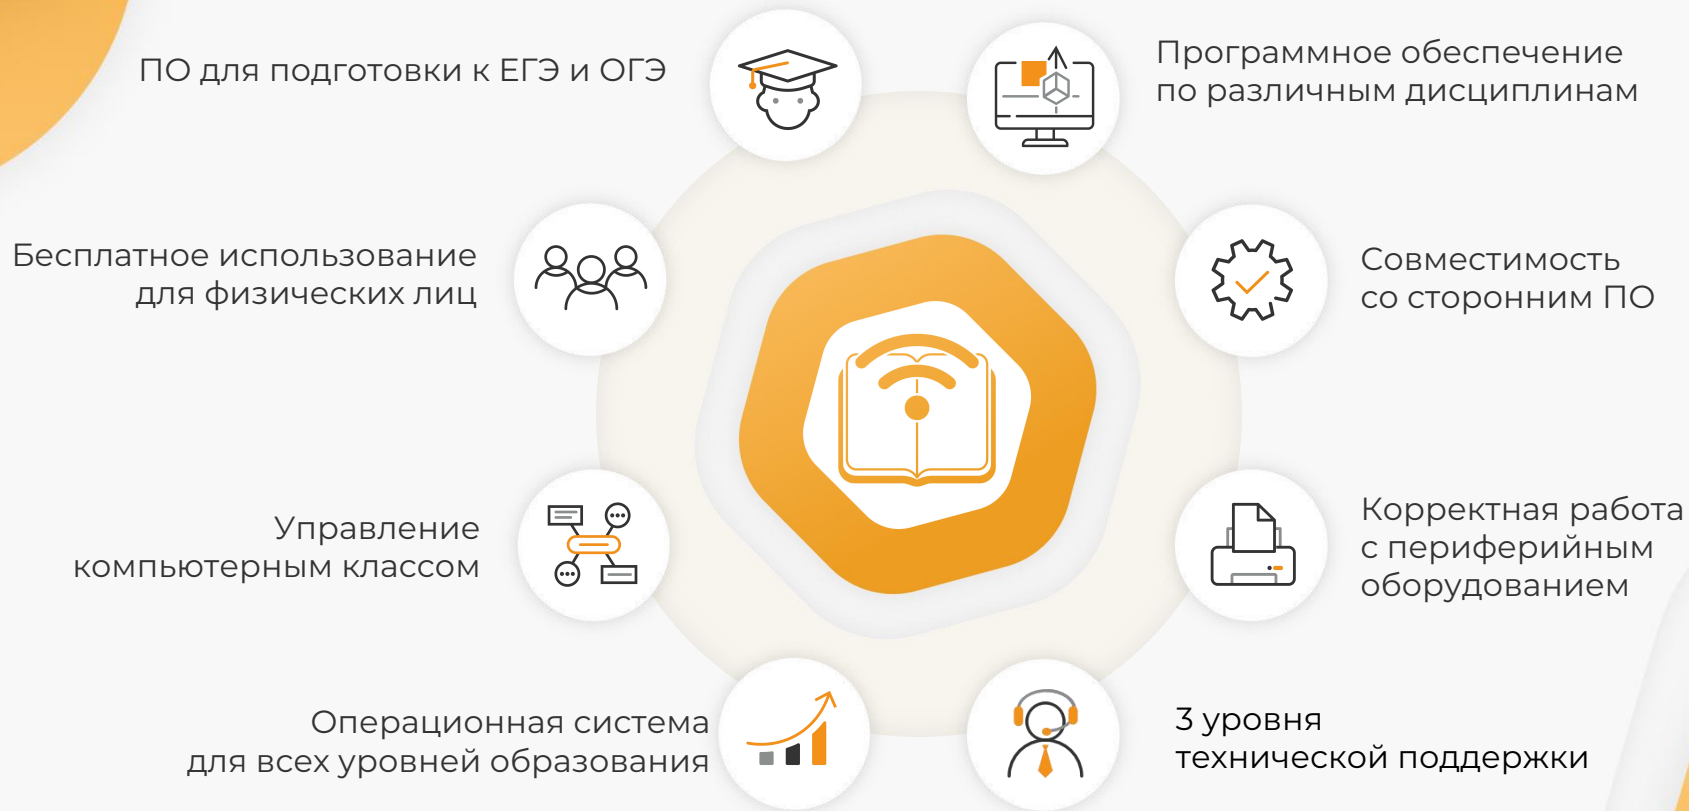 ПО для подготовки к ЕГЭ и ОГЭ
Программное обеспечение
по различным дисциплинам
Бесплатное использование
для физических лиц
Совместимость
со сторонним ПО
Управление
компьютерным классом
Корректная работа
с периферийным
оборудованием
Операционная система
для всех уровней образования
3 уровня
технической поддержки